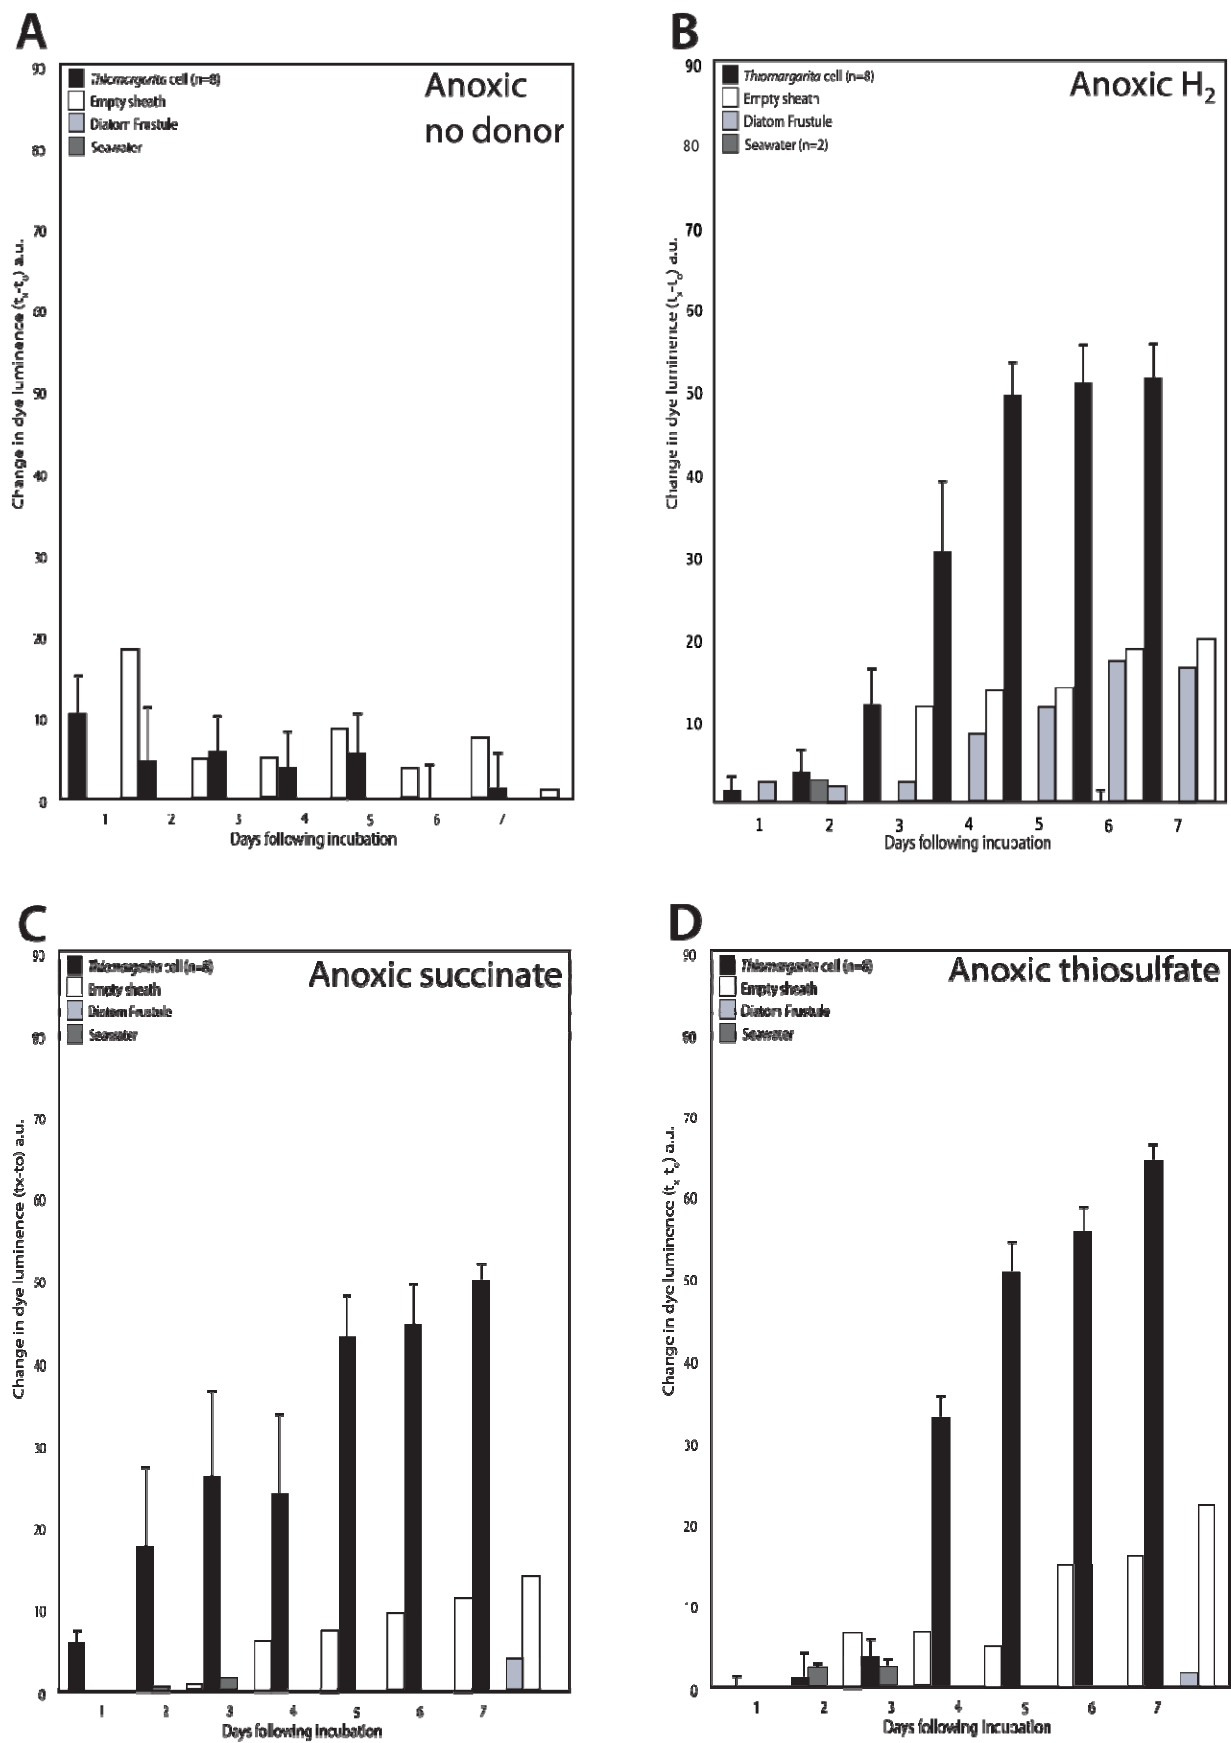 A
90
Thiomargarita cell (n=8)
Empty sheath
Diatom Frustule
Seawater
Anoxic
no donor
80
70
60
50
40
30
20
10
0
Change in dye luminence (tx-t0) a.u.
1 2 3 4 5 6 7
Days following incubation
B
90
Thiomargarita cell (n=8)
Empty sheath
Diatom Frustule
Seawater (n=2)
Anoxic H2
80
70
60
50
40
30
20
10
Change in dye luminence (tx-t0) a.u.
1 2 3 4 5 6 7
Days following incubation
C
90
Thiomargarita cell (n=8)
Empty sheath
Diatom Frustule
Seawater
Anoxic succinate
80
70
60
50
40
30
20
10
0
Change in dye luminence (tx-to) a.u.
1 2 3 4 5 6 7
Days following incubation
D
90
Thiomargarita cell (n=8)
Empty sheath
Diatom Frustule
Seawater
Anoxic thiosulfate
80
70
60
50
40
30
20
10
0
Change in dye luminence (tx t0) a.u.
1 2 3 4 5 6 7
Days following incubation